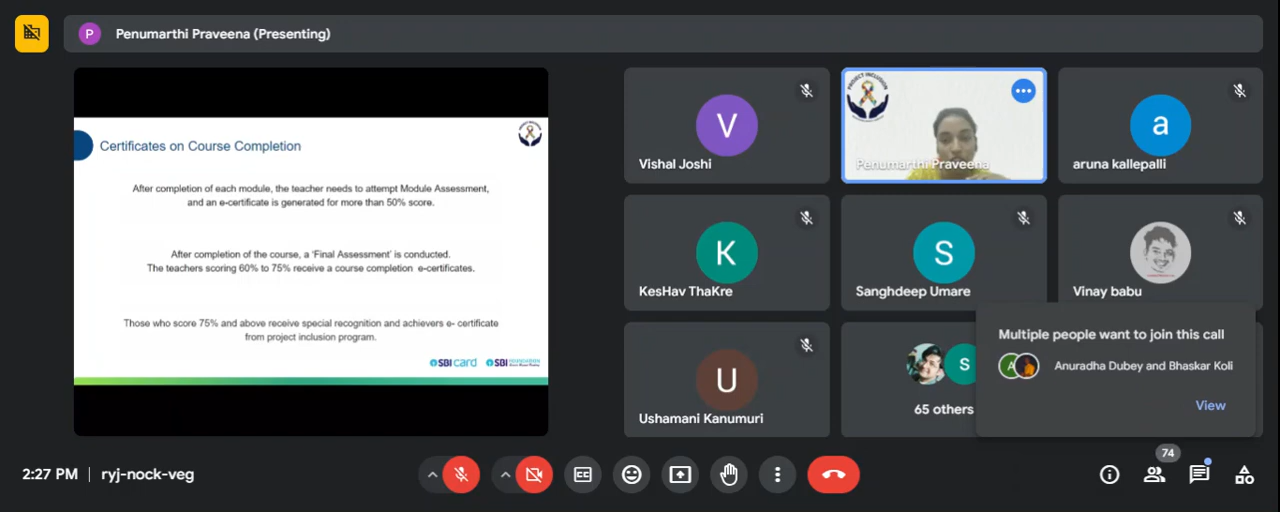 P Penumarthi Praveena (Presenting)
Certificates on Course Completion
After completion of each module, the teacher needs to attempt Module Assessment,
and an e-certificate is generated for more than 50% score.
After completion of the course, a ‘Final Assessment’ is conducted.
The teachers scoring 60% to 75% receive a course completion e-certificates.
Those who score 75% and above receive special recognition and achievers e- certificate
from project inclusion program.
SBI card SBI FOUNDATION
V
Vishal Joshi
PROJECT INCLUSION
Penumarthi Praveena
a
aruna kallepalli
K
KesHav ThaKre
S
Sanghdeep Umare
Vinay babu
U
Ushamani Kanumuri
S
65 others
Multiple people want to join this call
A Anuradha Dubey and Bhaskar Koli
View
2:27 PM | ryj-nock-veg
CC
74